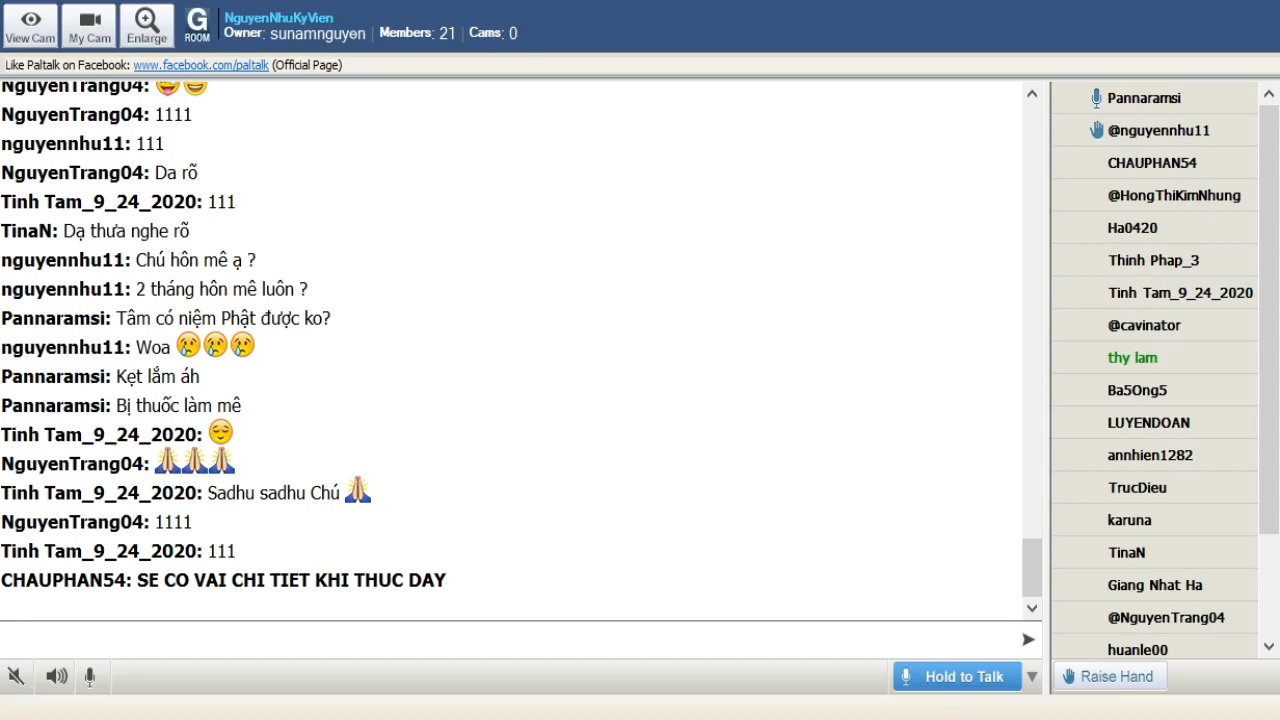 View Cam
My Cam
Enlarge
G
ROOM
NguyenNhuKyVien
Owner: sunamnguyen | Members: 21 | Cams: 0
Like Paltalk on Facebook: www.facebook.com/paltalk (Official Page)
NguyenTrang04:
NguyenTrang04: 1111
nguyennhu11: 111
NguyenTrang04: Da rõ
Tinh Tam_9_24_2020: 111
TinaN: Dạ thưa nghe rõ
nguyennhu11: Chú hôn mê ạ ?
nguyennhu11: 2 tháng hôn mê luôn ?
Pannaramsi: Tâm có niệm Phật được ko?
nguyennhu11: Woa
Pannaramsi: Kẹt lắm áh
Pannaramsi: Bị thuốc làm mê
Tinh Tam_9_24_2020:
NguyenTrang04:
Tinh Tam_9_24_2020: Sadhu sadhu Chú
NguyenTrang04: 1111
Tinh Tam_9_24_2020: 111
CHAUPHAN54: SE CO VAI CHI TIET KHI THUC DAY
Hold to Talk
Pannaramsi
@nguyennhu11
CHAUPHAN54
@HongThiKimNhung
Ha0420
Thinh Phap_3
Tinh Tam_9_24_2020
@cavinator
thy lam
Ba5Ong5
LUYENDOAN
annhien1282
TrucDieu
karuna
TinaN
Giang Nhat Ha
@NguyenTrang04
huanle00
Raise Hand